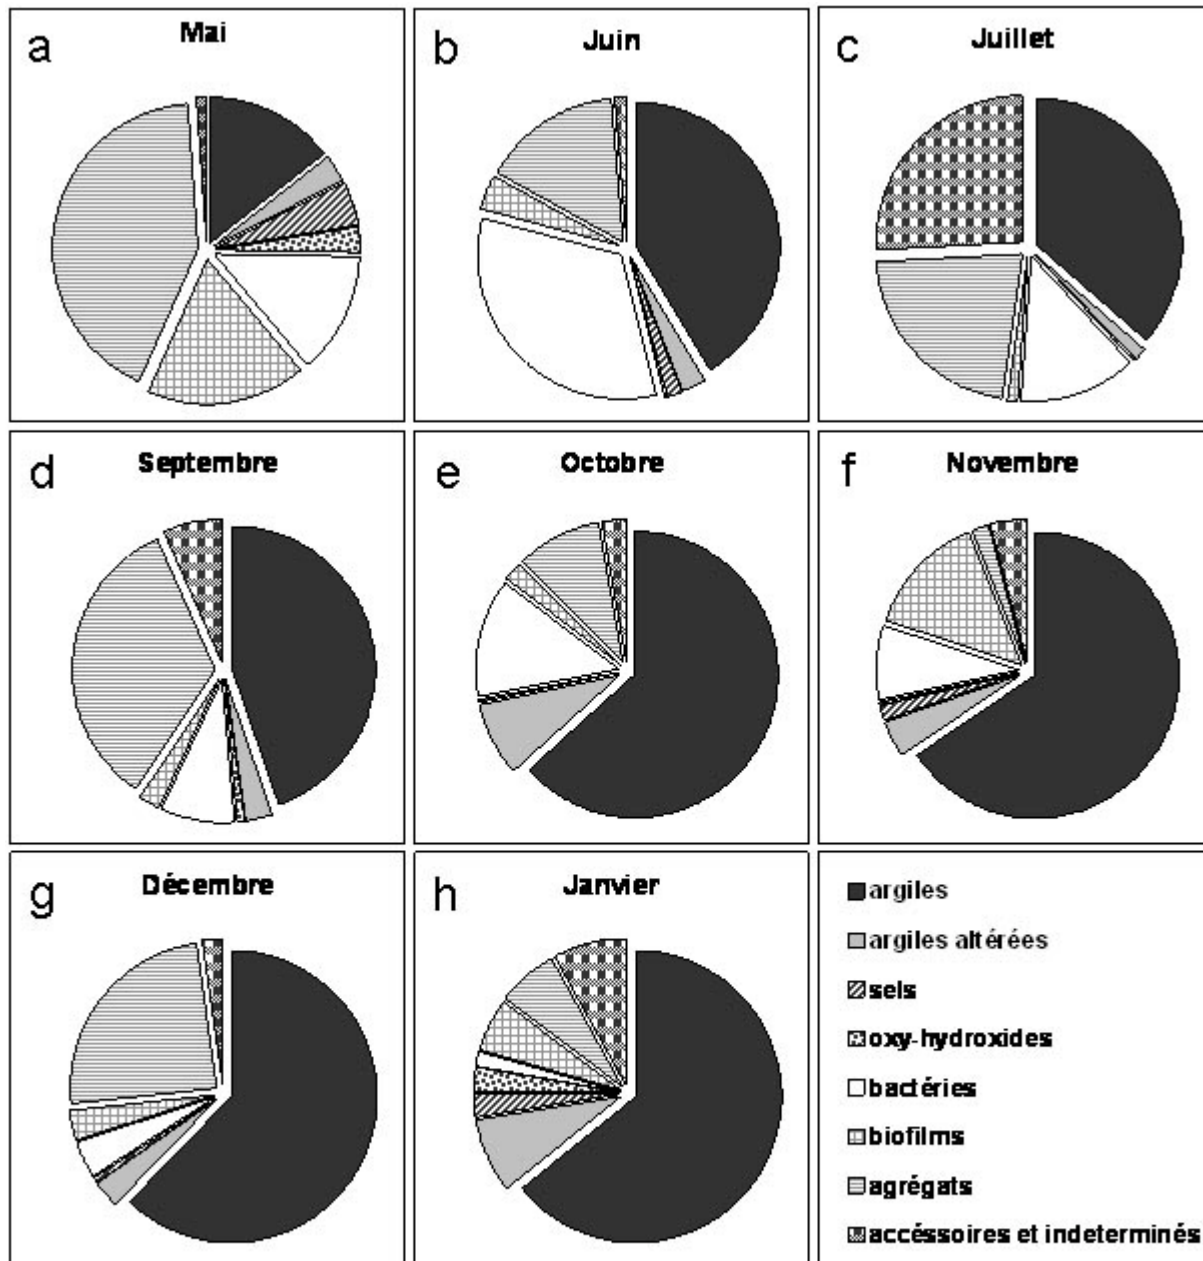 a
Mai
b
Juin
c
Juillet
d
Septembre
e
Octobre
f
Novembre
g
Décembre
h
Janvier
argiles
argiles altérées
sels
oxy-hydroxides
bactéries
biofilms
agrégats
accéssoires et indeterminés